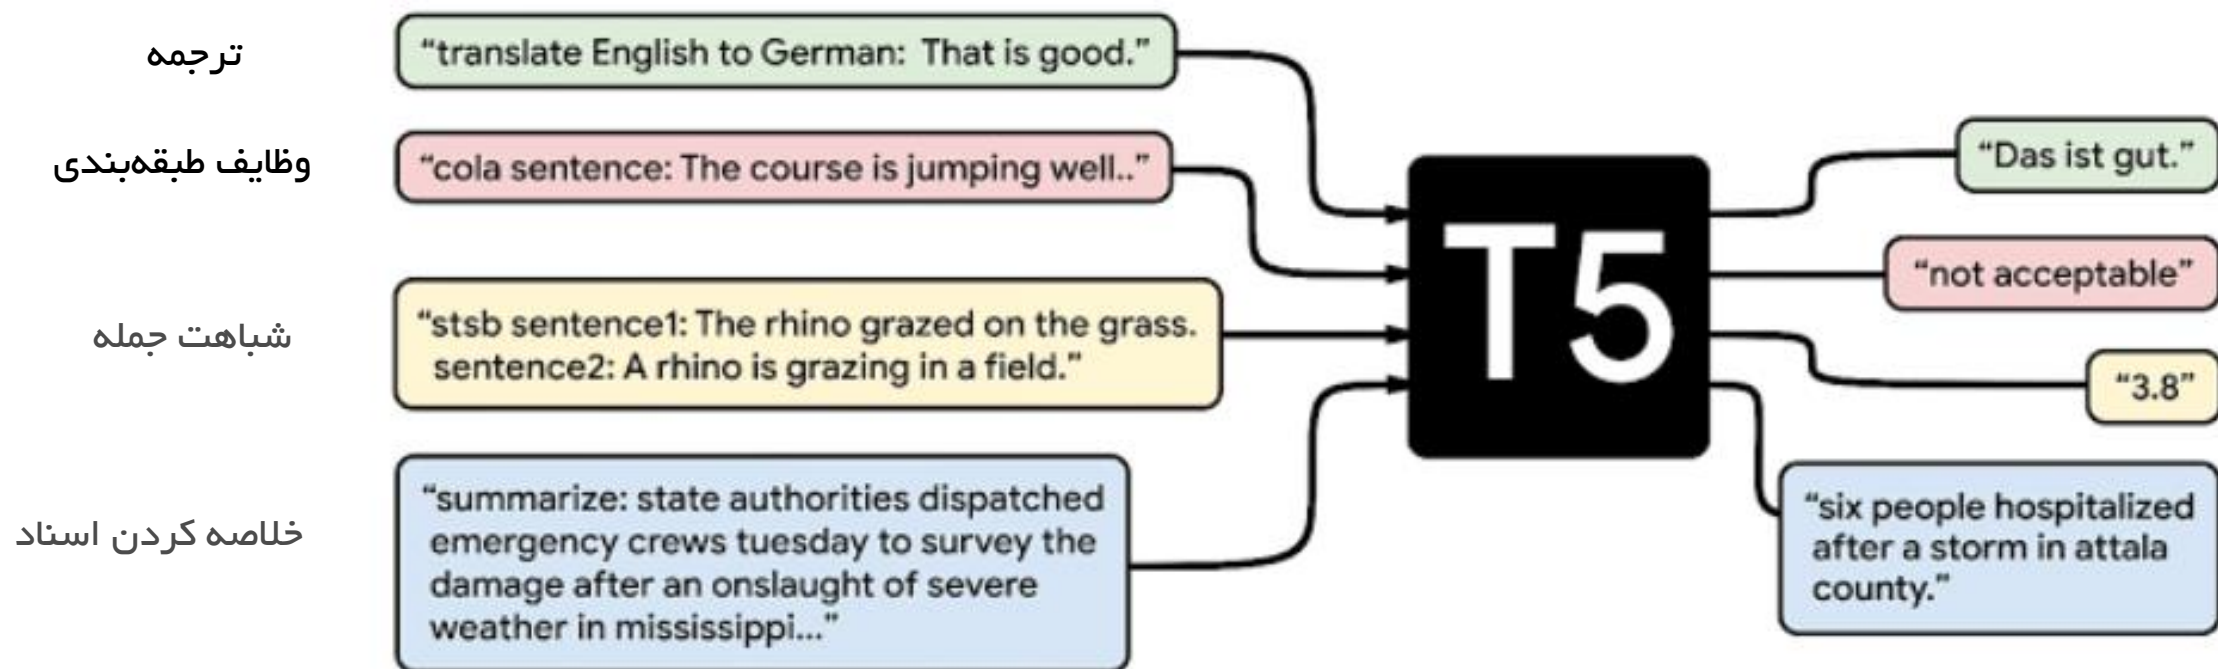 ترجمه
“translate English to German: That is good.”
وظایف طبقه‌بندی
“cola sentence: The course is jumping well..”
شباهت جمله
“stsb sentence1: The rhino grazed on the grass.
sentence2: A rhino is grazing in a field.”
خلاصه کردن اسناد
“summarize: state authorities dispatched
emergency crews tuesday to survey the
damage after an onslaught of severe
weather in mississippi...”
T5
“Das ist gut.”
“not acceptable”
“3.8”
“six people hospitalized
after a storm in attala
county.”